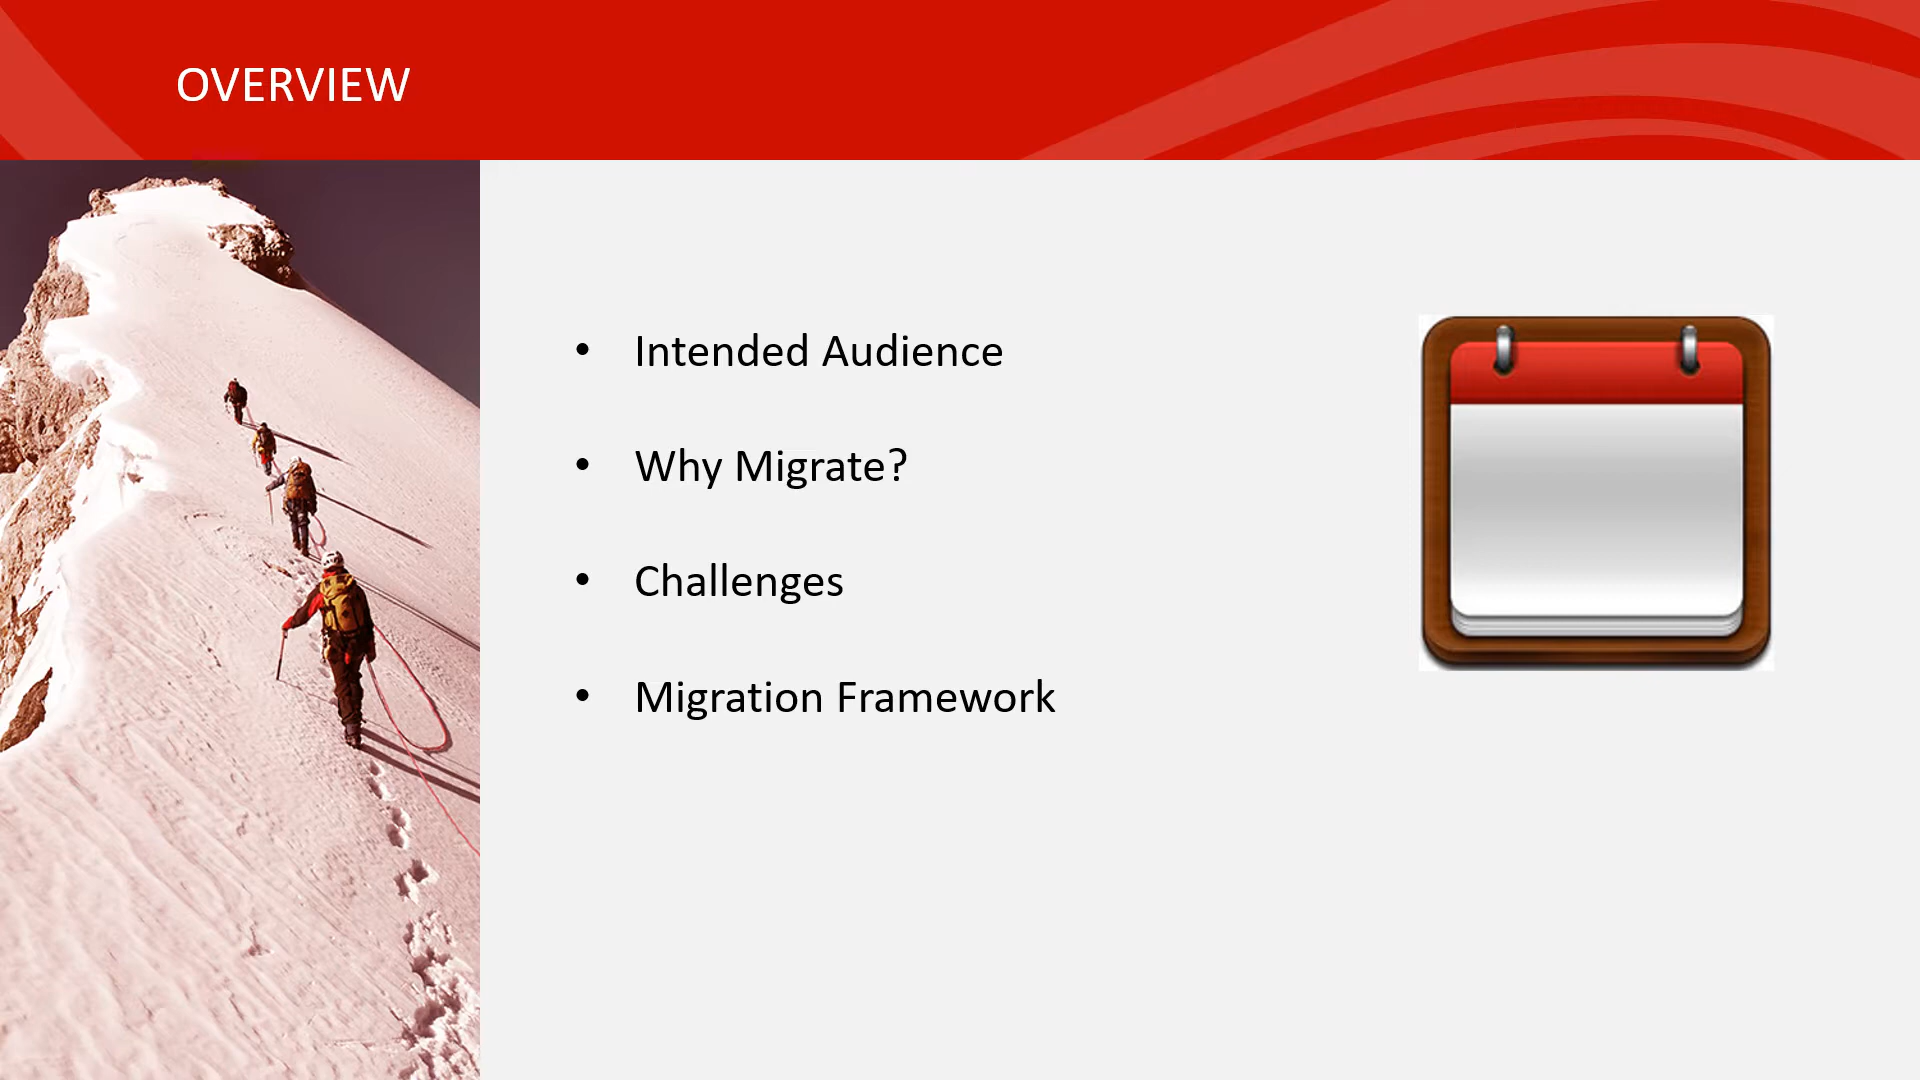 OVERVIEW
• Intended Audience
• Why Migrate?
• Challenges
• Migration Framework